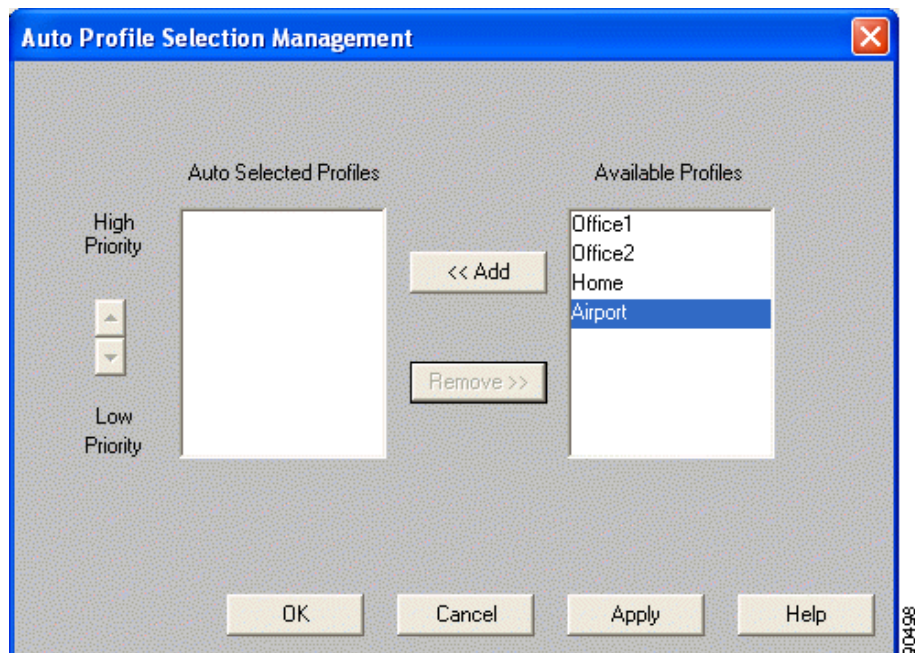 Auto Profile Selection Management
Auto Selected Profiles
Available Profiles
High
Priority
Low
Priority
<< Add
Remove >>
Office1
Office2
Home
Airport
OK
Cancel
Apply
Help
90498